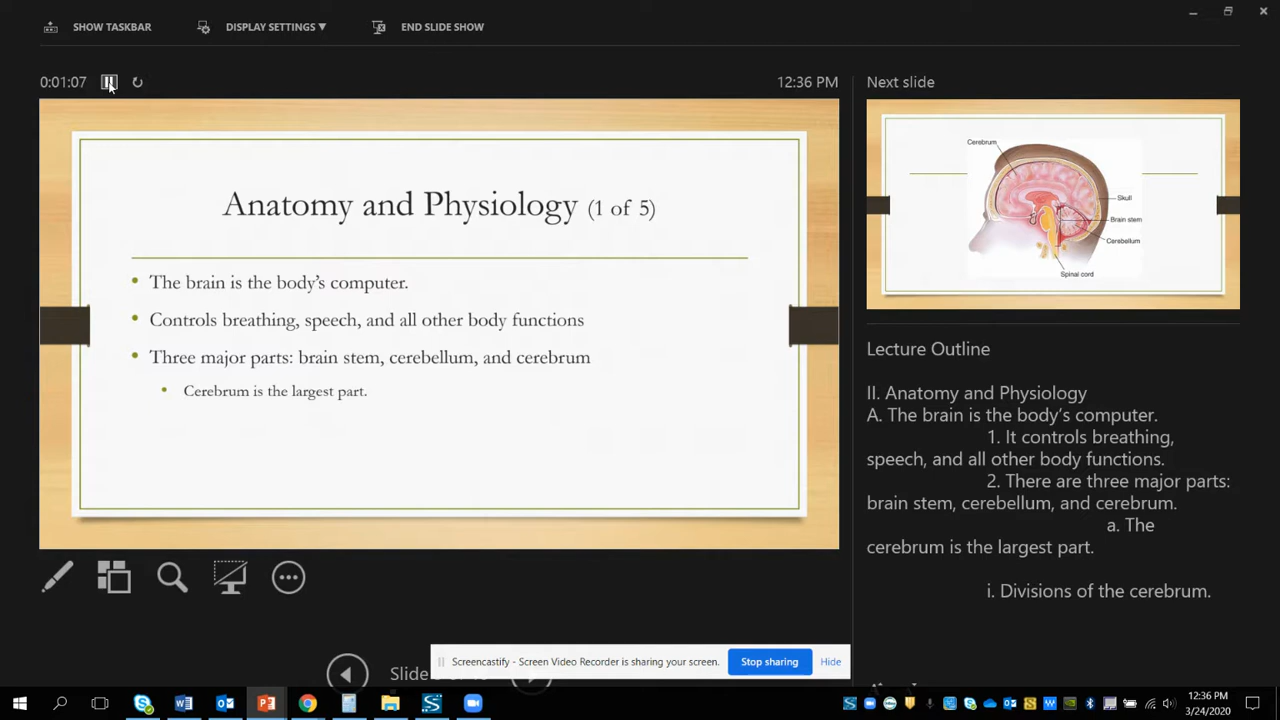 SHOW TASKBAR
DISPLAY SETTINGS ▼
END SLIDE SHOW
0:01:07
12:36 PM
Next slide
Anatomy and Physiology (1 of 5)
• The brain is the body's computer.
• Controls breathing, speech, and all other body functions
• Three major parts: brain stem, cerebellum, and cerebrum
• Cerebrum is the largest part.
Cerebrum
Skull
Brain stem
Cerebellum
Spinal cord
Lecture Outline
II. Anatomy and Physiology
A. The brain is the body's computer.
1. It controls breathing,
speech, and all other body functions.
2. There are three major parts:
brain stem, cerebellum, and cerebrum.
a. The
cerebrum is the largest part.
i. Divisions of the cerebrum.
Slide
Screencastify - Screen Video Recorder is sharing your screen.
Stop sharing
Hide
12:36 PM
3/24/2020